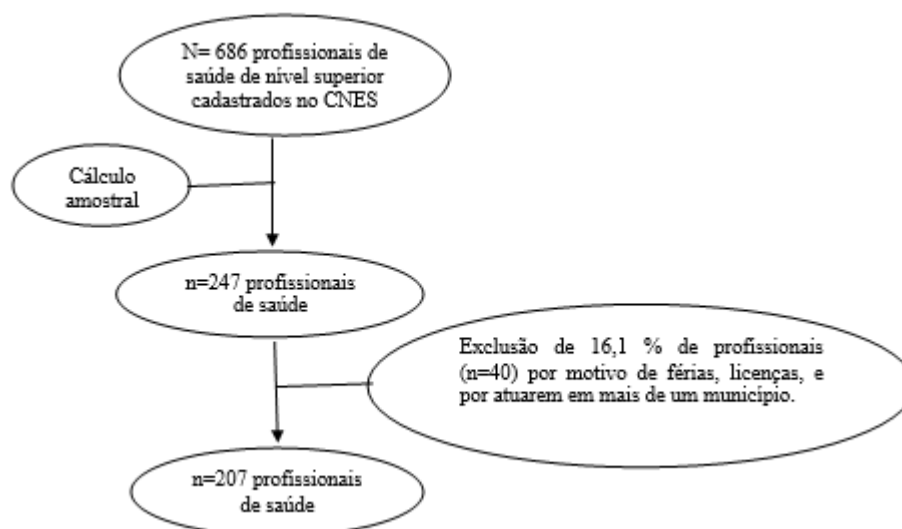 N= 686 profissionais de
saúde de nível superior
cadastrados no CNES
Cálculo
amostral
n=247 profissionais
de saúde
Exclusão de 16,1 % de profissionais
(n=40) por motivo de férias, licenças, e
por atuarem em mais de um município.
n=207 profissionais
de saúde